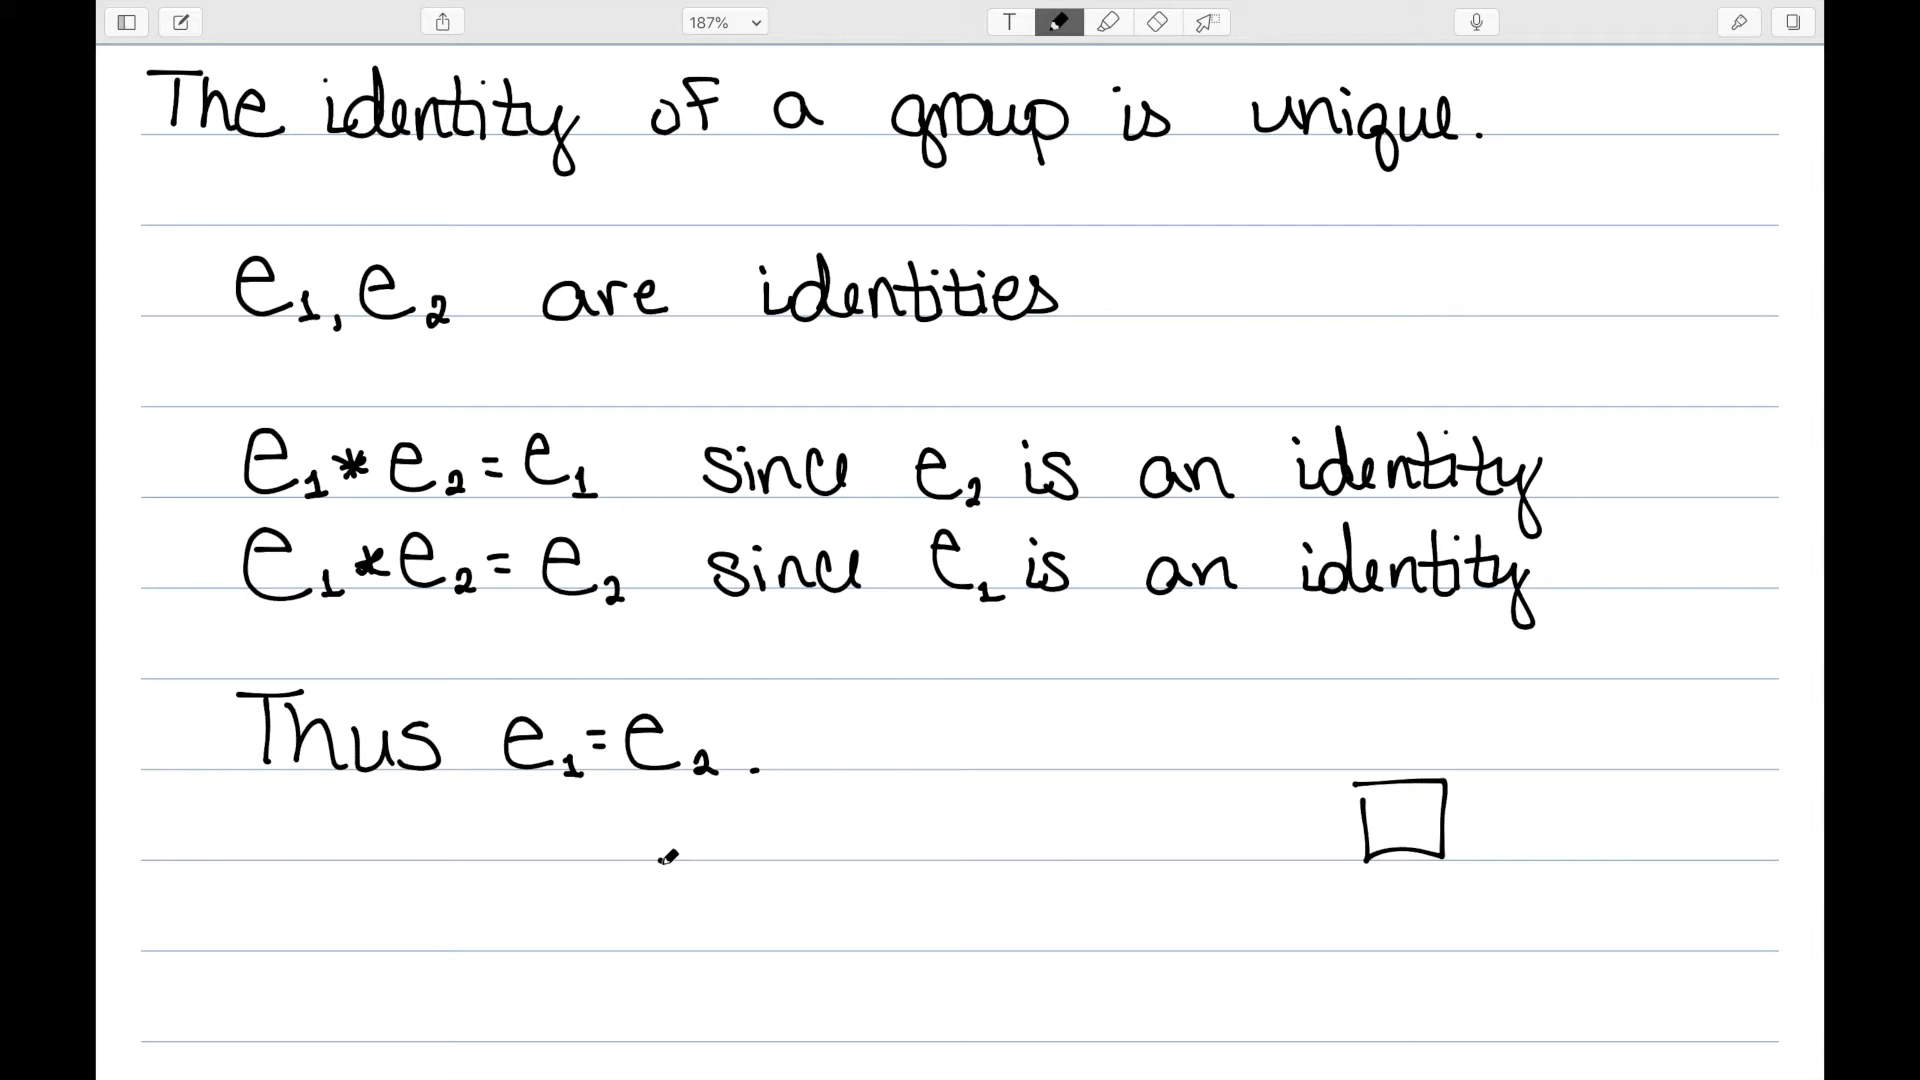 187%
T
The identity of a group is unique.
e₁, e₂ are identities
e₁ * e₂ = e₁ since e₂ is an identity
e₁ * e₂ = e₂ since e₁ is an identity
Thus e₁ = e₂ .